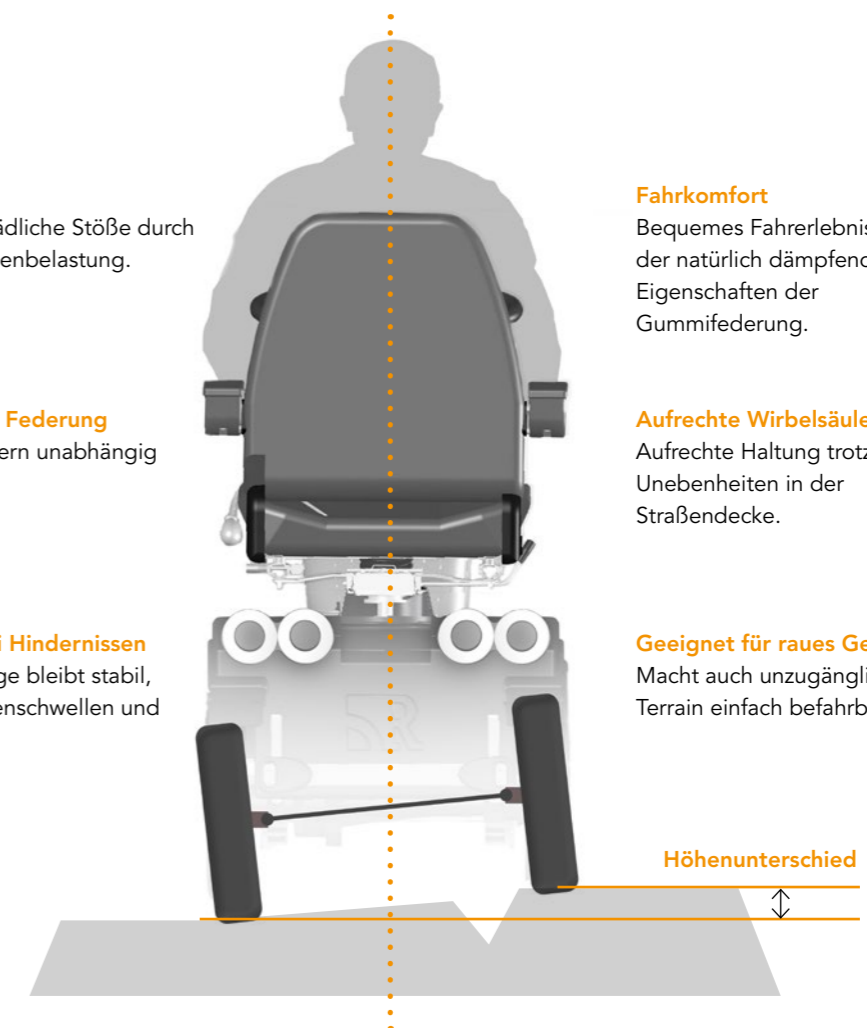 ädliche Stöße durch
enbelastung.
Federung
ern unabhängig
i Hindernissen
ge bleibt stabil,
enschwellen und
Fahrkomfort
Bequemes Fahrerlebnis
der natürlich dämpfend
Eigenschaften der
Gummifederung.
Aufrechte Wirbelsäule
Aufrechte Haltung trotz
Unebenheiten in der
Straßendecke.
Geeignet für raues Ge
Macht auch unzugängli
Terrain einfach befahrb
Höhenunterschied